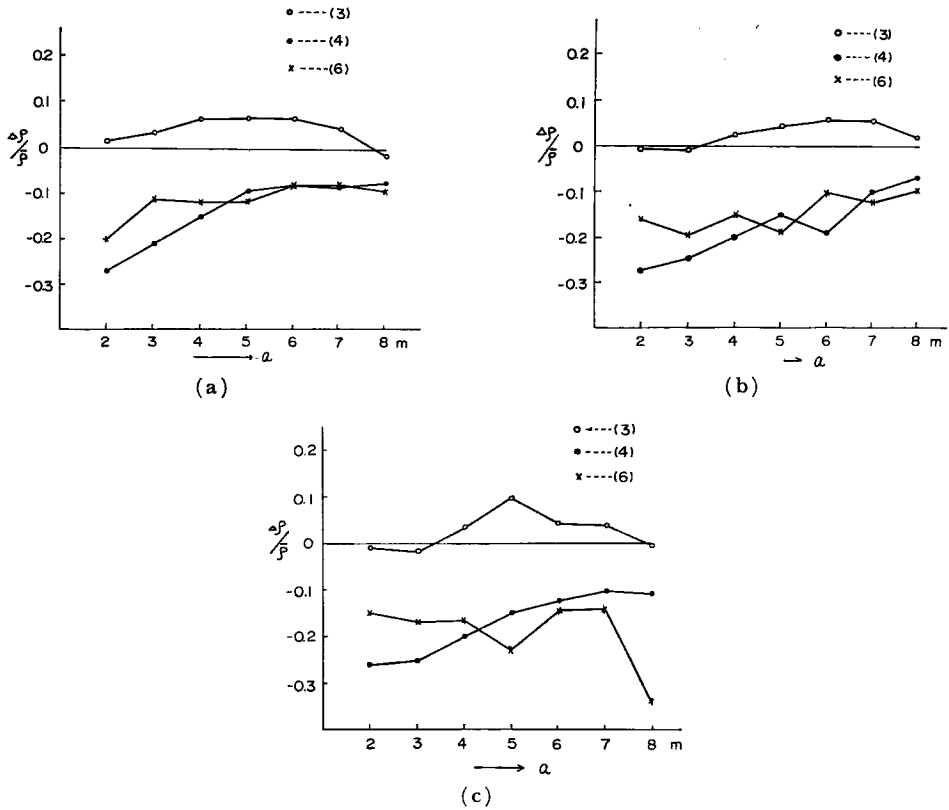 o ----(3)
• ----(4)
x ----(6)
0.2
0.1
Δρ/ρ̄
0
-0.1
-0.2
-0.3
2 3 4 5 6 7 8 m
→ a
(a)
o ----(3)
• ----(4)
x ----(6)
0.2
0.1
Δρ/ρ̄
0
-0.1
-0.2
-0.3
2 3 4 5 6 7 8 m
→ a
(b)
o ----(3)
• ----(4)
x ----(6)
0.2
0.1
Δρ/ρ̄
0
-0.1
-0.2
-0.3
2 3 4 5 6 7 8 m
→ a
(c)